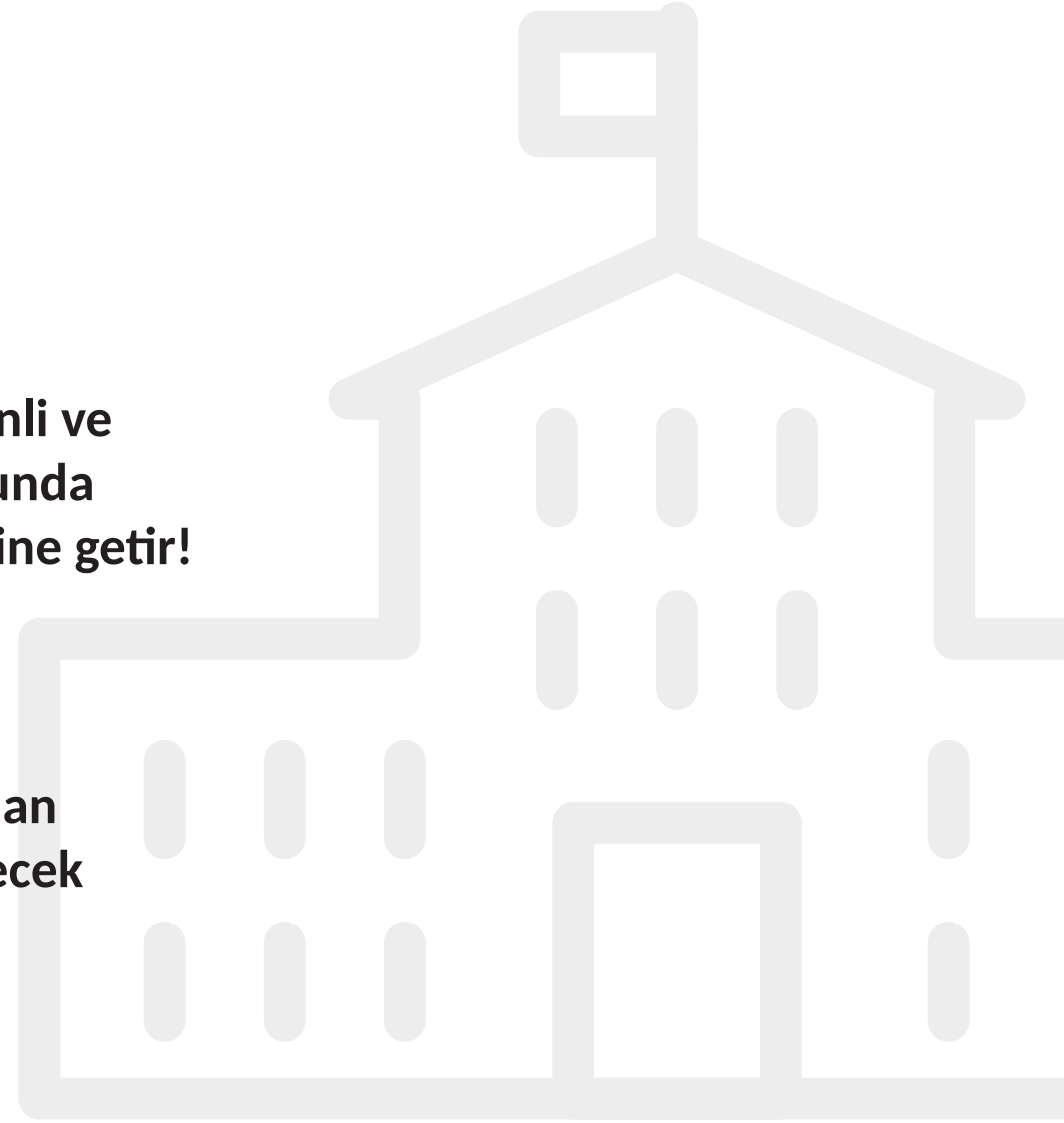 nli ve
unda
ine getir!
an
ecek